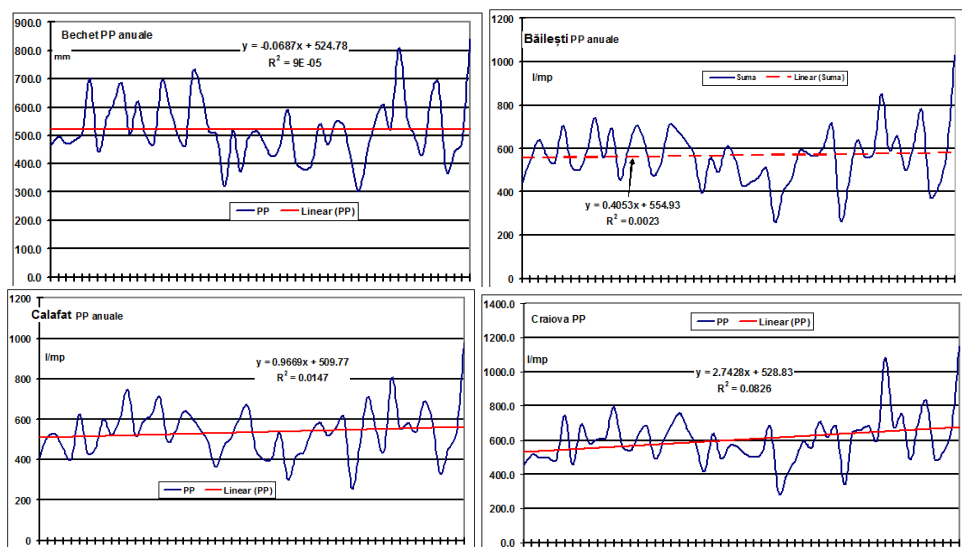 Bechet PP anuale
mm
y = -0.0687x + 524.78
R² = 9E-05
900.0
800.0
700.0
600.0
500.0
400.0
300.0
200.0
100.0
0.0
PP
Linear (PP)
Băilești PP anuale
l/mp
Suma
Linear (Suma)
y = 0.4053x + 554.93
R² = 0.0023
1200
1000
800
600
400
200
0
Calafat PP anuale
l/mp
y = 0.9669x + 509.77
R² = 0.0147
1200
1000
800
600
400
200
0
PP
Linear (PP)
Craiova PP
PP
Linear (PP)
l/mp
y = 2.7428x + 528.83
R² = 0.0826
1400.0
1200.0
1000.0
800.0
600.0
400.0
200.0
0.0